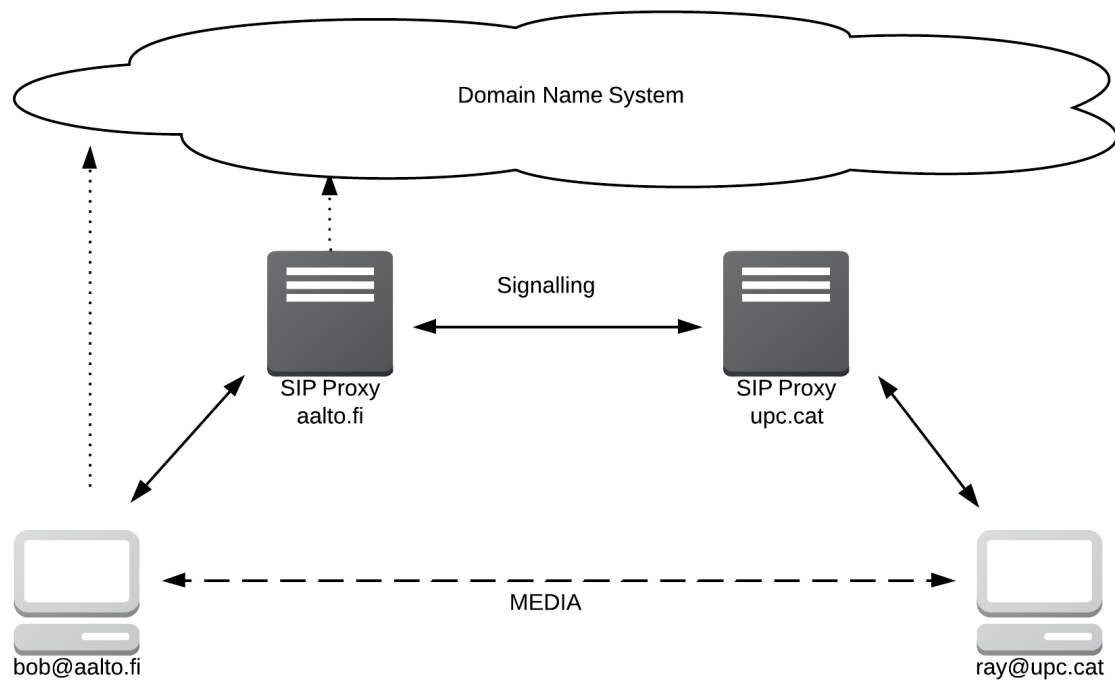 Domain Name System
Signalling
SIP Proxy
aalto.fi
SIP Proxy
upc.cat
MEDIA
bob@aalto.fi
ray@upc.cat